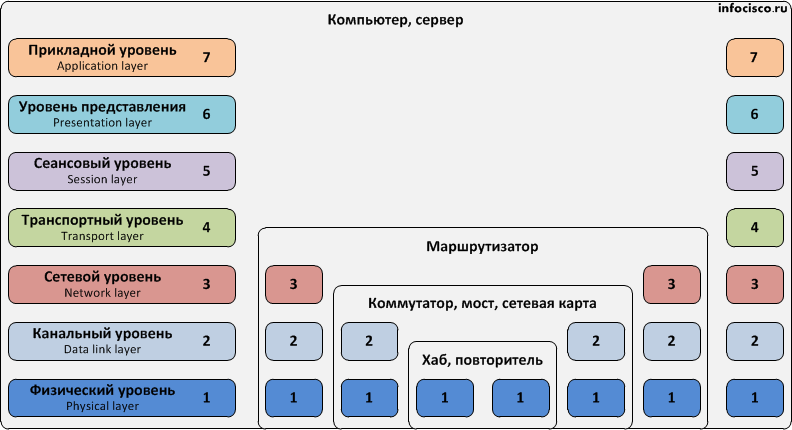 infocisco.ru
Компьютер, сервер
Прикладной уровень 7 7
Application layer
Уровень представления 6 6
Presentation layer
Сеансовый уровень 5 5
Session layer
Транспортный уровень 4 4
Transport layer
Маршрутизатор
Сетевой уровень 3 3 3 3
Network layer
Коммутатор, мост, сетевая карта
Канальный уровень 2 2 2 2 2 2
Data link layer
Хаб, повторитель
Физический уровень 1 1 1 1 1 1 1 1
Physical layer